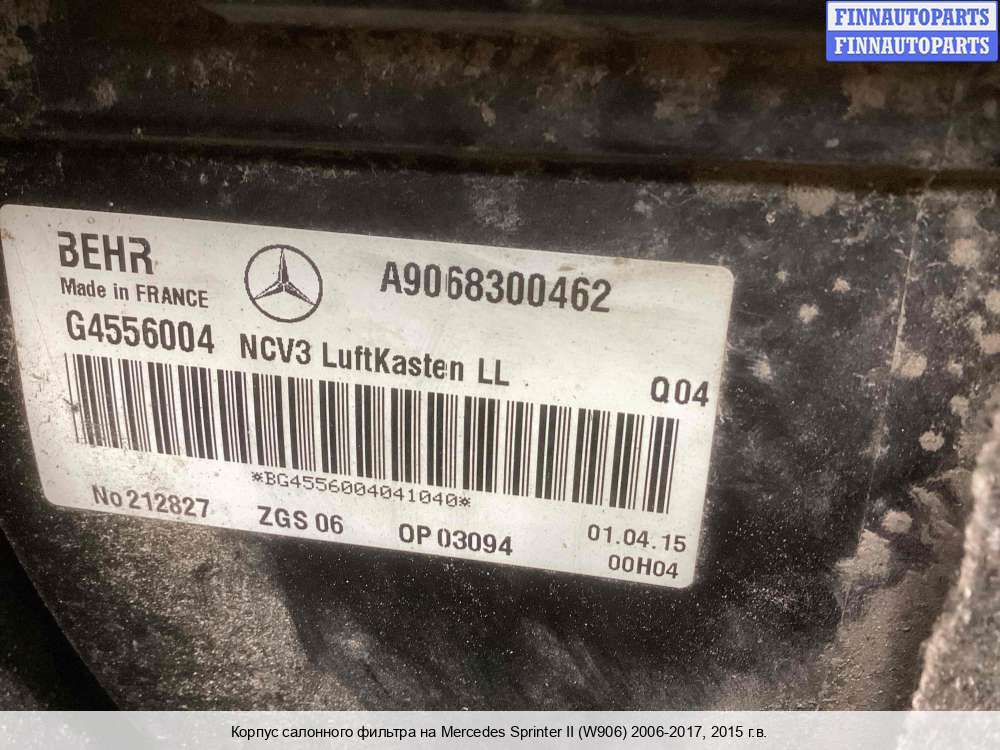 FINNAUTOPARTS
FINNAUTOPARTS
BEHR
Made in FRANCE
A9068300462
G4556004 NCV3 LuftKasten LL
Q04
*BG4556004041040*
No 212827 ZGS 06 OP 03094 01.04.15
00H04
Корпус салонного фильтра на Mercedes Sprinter II (W906) 2006-2017, 2015 г.в.